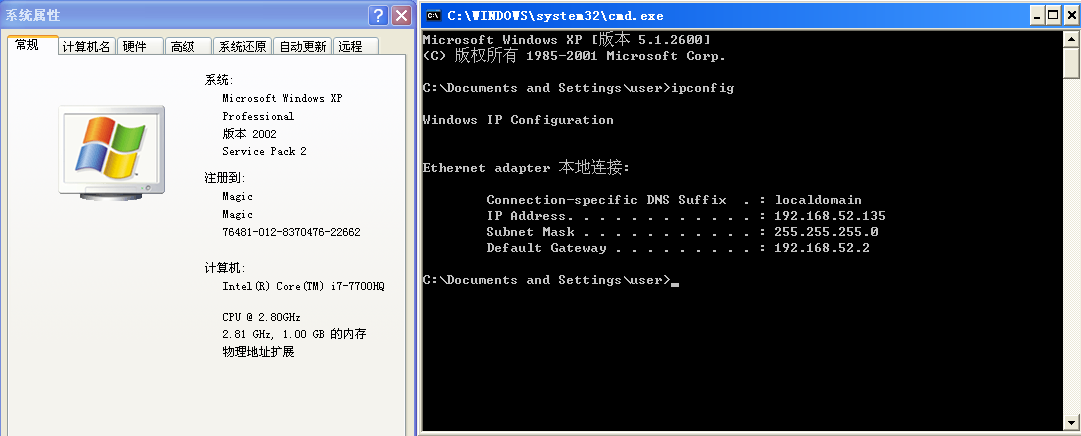 系统属性
常规 计算机名 硬件 高级 系统还原 自动更新 远程
系统:
Microsoft Windows XP
Professional
版本 2002
Service Pack 2
注册到:
Magic
Magic
76481-012-8370476-22662
计算机:
Intel(R) Core(TM) i7-7700HQ
CPU @ 2.80GHz
2.81 GHz, 1.00 GB 的内存
物理地址扩展
C:\WINDOWS\system32\cmd.exe
Microsoft Windows XP [版本 5.1.2600]
(C) 版权所有 1985-2001 Microsoft Corp.
C:\Documents and Settings\user>ipconfig
Windows IP Configuration
Ethernet adapter 本地连接:
Connection-specific DNS Suffix  . : localdomain
IP Address. . . . . . . . . . . . : 192.168.52.135
Subnet Mask . . . . . . . . . . . : 255.255.255.0
Default Gateway . . . . . . . . . : 192.168.52.2
C:\Documents and Settings\user>_